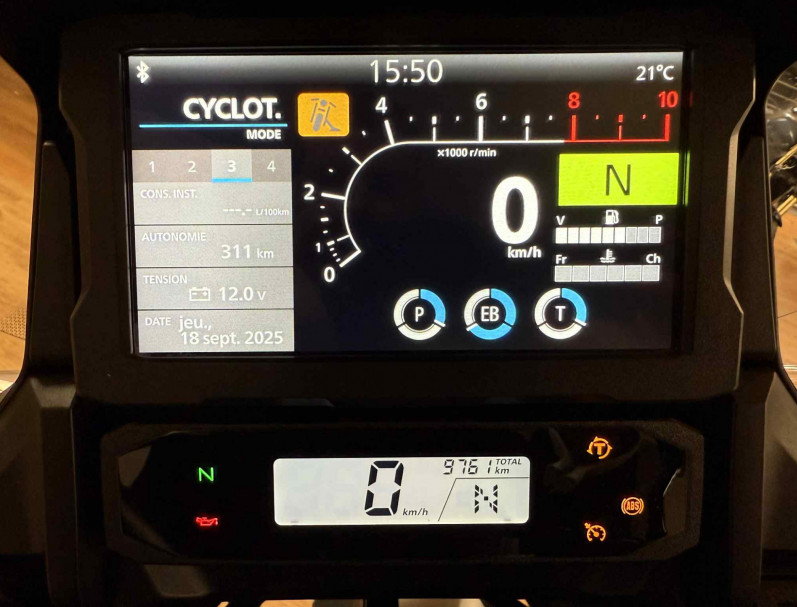 15:50
21°C
CYCLOT.
MODE
1 2 3 4
CONS. INST.
---.- L/100km
AUTONOMIE
311 km
TENSION
12.0 V
DATE jeu.,
18 sept. 2025
0 1 2 4 6 8 10
×1000 r/min
0
km/h
N
V P
Fr Ch
P EB T
N
0 km/h
9761 TOTAL km
N
T
ABS